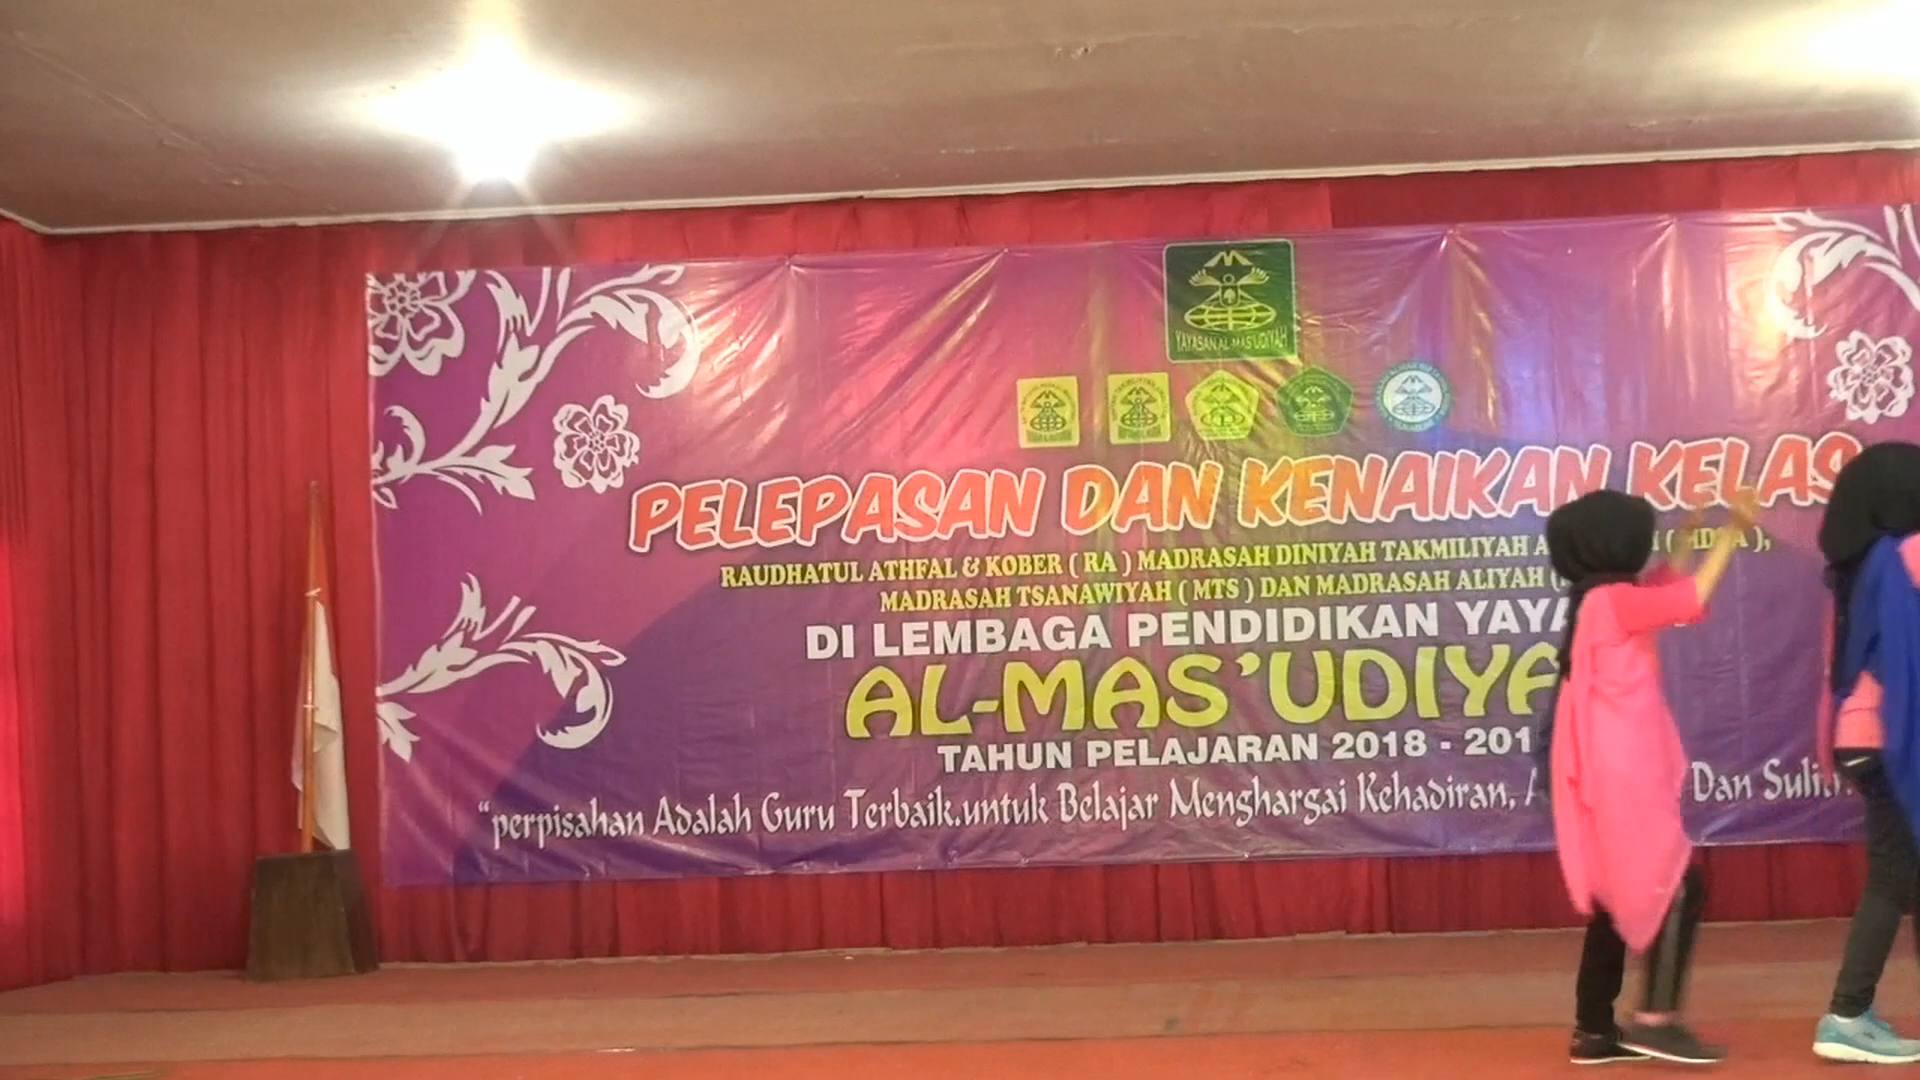 YAYASAN AL-MAS'UDIYAH
PELEPASAN DAN KENAIKAN KELAS
RAUDHATUL ATHFAL & KOBER ( RA ) MADRASAH DINIYAH TAKMILIYAH
MADRASAH TSANAWIYAH ( MTS ) DAN MADRASAH ALIYAH
DI LEMBAGA PENDIDIKAN
AL-MAS'UDIYA
TAHUN PELAJARAN 2018 - 201
“perpisahan Adalah Guru Terbaik.untuk Belajar Menghargai Kehadiran, Dan